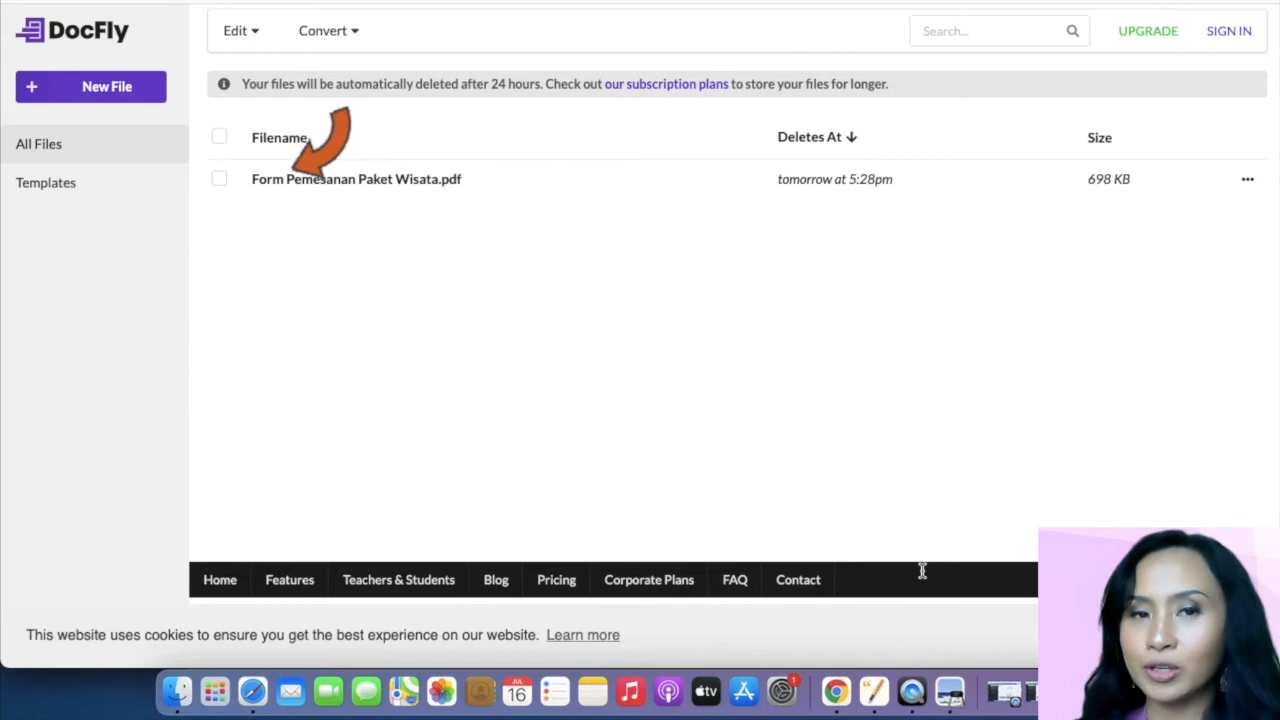 DocFly
Edit
Convert
Search...
UPGRADE
SIGN IN
+ New File
Your files will be automatically deleted after 24 hours. Check out our subscription plans to store your files for longer.
All Files
Templates
Filename
Deletes At
Size
Form Pemesanan Paket Wisata.pdf
tomorrow at 5:28pm
698 KB
Home
Features
Teachers & Students
Blog
Pricing
Corporate Plans
FAQ
Contact
This website uses cookies to ensure you get the best experience on our website. Learn more
JUL
16
tv
1